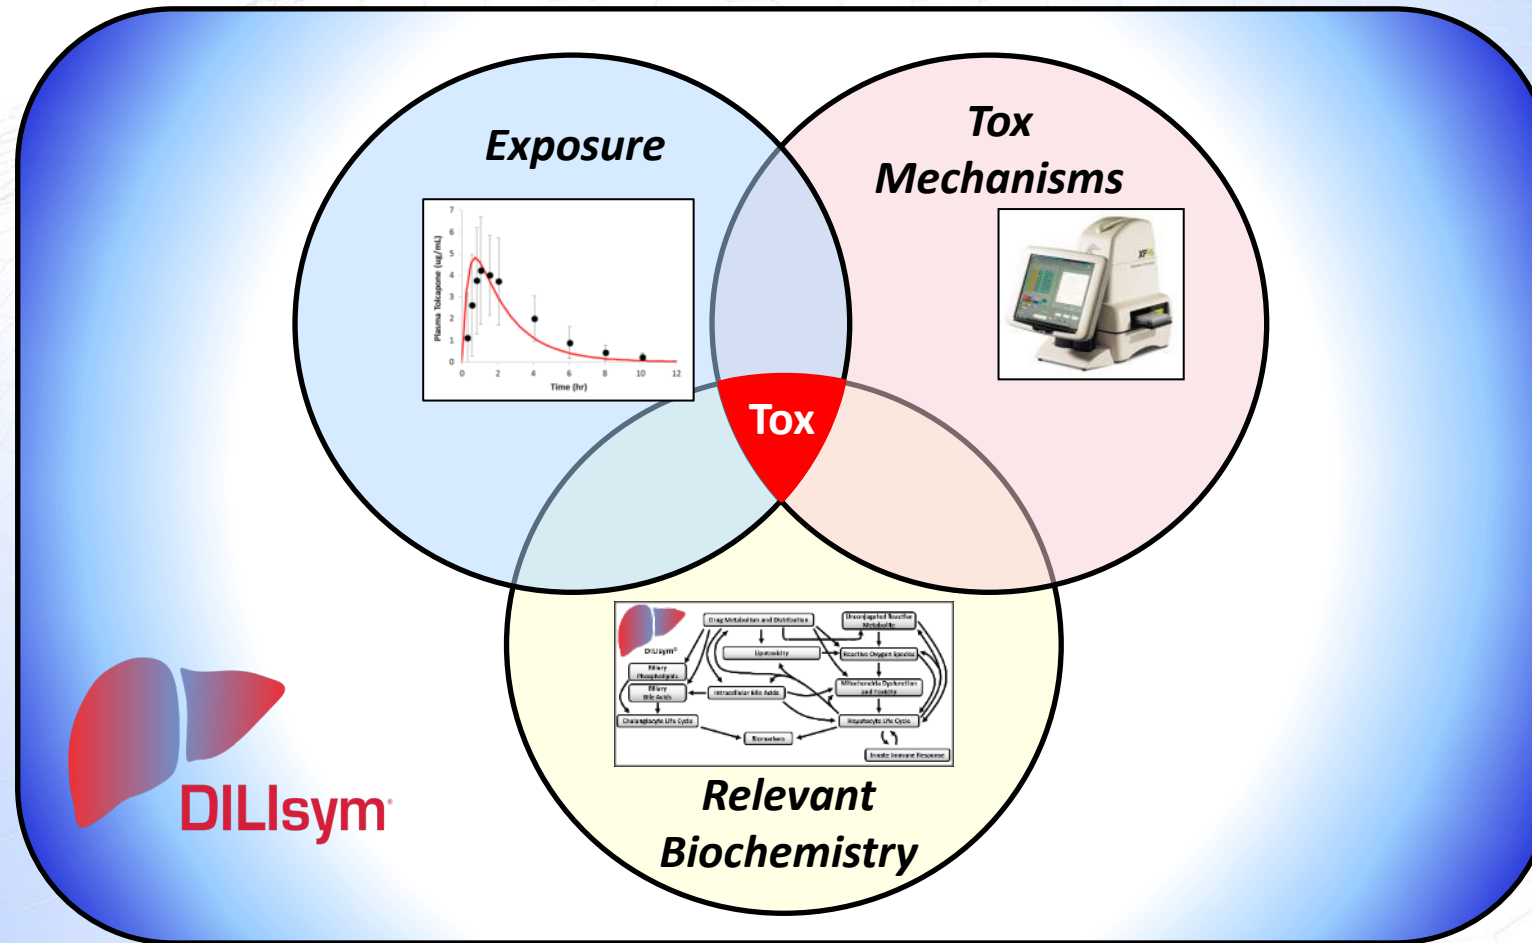 Exposure
Tox
Mechanisms
7
6
5
4
3
2
1
0
Plasma Tolcapone (ug/mL)
0 2 4 6 8 10 12
Time (hr)
Tox
DILIsym®
Drug Metabolism and Distribution
Unconjugated Reactive
Metabolite
Lipotoxicity
Reactive Oxygen Species
Biliary
Phospholipids
Biliary
Bile Acids
Intracellular Bile Acids
Mitochondria Dysfunction
and Toxicity
Cholangiocyte Life Cycle
Hepatocyte Life Cycle
Biomarkers
Innate Immune Response
Relevant
Biochemistry
DILIsym®